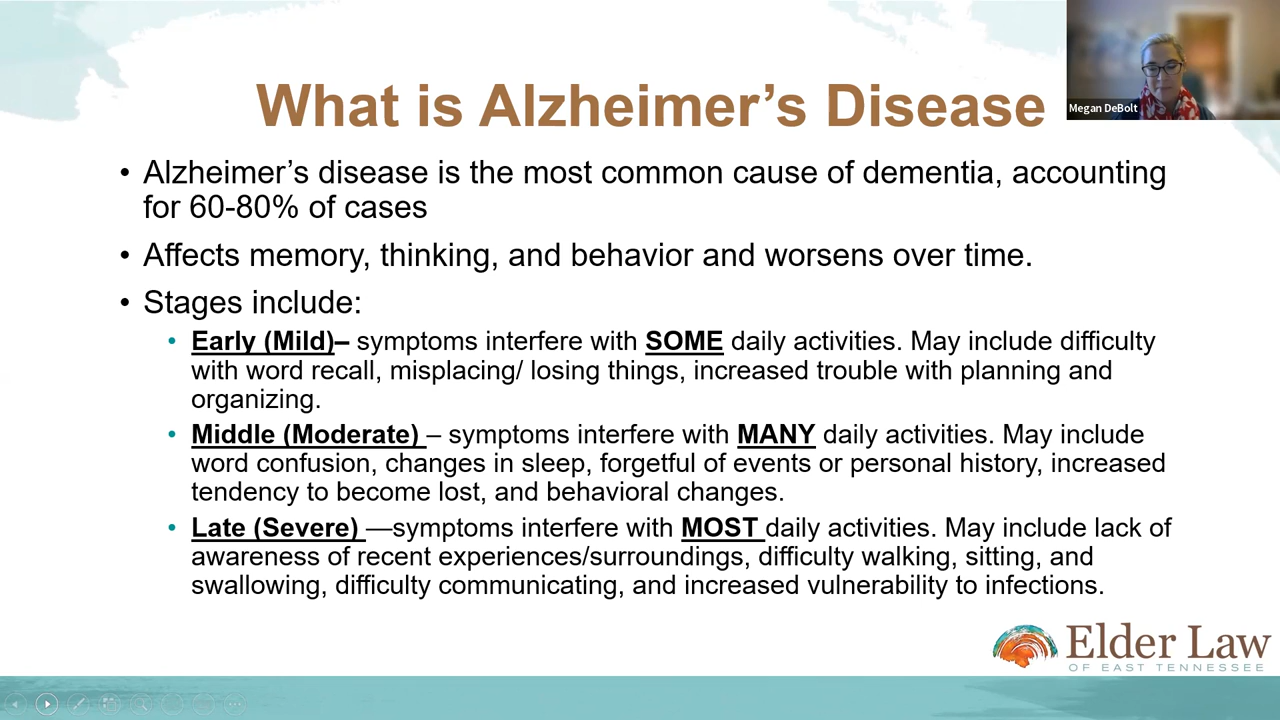 What is Alzheimer’s Disease
Megan DeBolt
• Alzheimer’s disease is the most common cause of dementia, accounting
for 60-80% of cases
• Affects memory, thinking, and behavior and worsens over time.
• Stages include:
• Early (Mild)– symptoms interfere with SOME daily activities. May include difficulty
with word recall, misplacing/ losing things, increased trouble with planning and
organizing.
• Middle (Moderate) – symptoms interfere with MANY daily activities. May include
word confusion, changes in sleep, forgetful of events or personal history, increased
tendency to become lost, and behavioral changes.
• Late (Severe) —symptoms interfere with MOST daily activities. May include lack of
awareness of recent experiences/surroundings, difficulty walking, sitting, and
swallowing, difficulty communicating, and increased vulnerability to infections.
Elder Law
OF EAST TENNESSEE